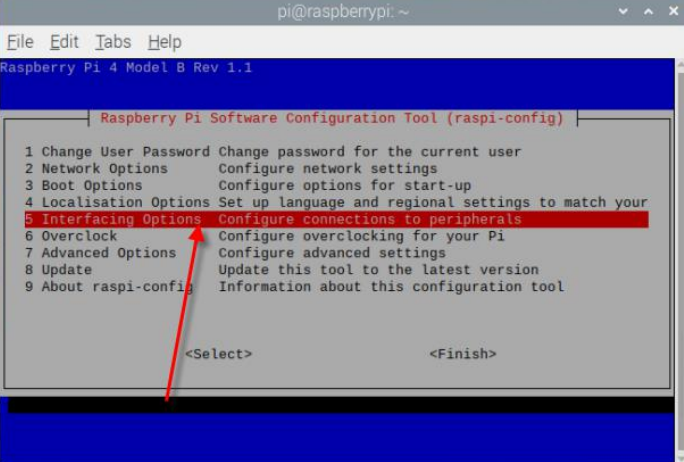 pi@raspberrypi: ~
File Edit Tabs Help
Raspberry Pi 4 Model B Rev 1.1
Raspberry Pi Software Configuration Tool (raspi-config)
1 Change User Password Change password for the current user
2 Network Options Configure network settings
3 Boot Options Configure options for start-up
4 Localisation Options Set up language and regional settings to match your
5 Interfacing Options Configure connections to peripherals
6 Overclock Configure overclocking for your Pi
7 Advanced Options Configure advanced settings
8 Update Update this tool to the latest version
9 About raspi-config Information about this configuration tool
<Select> <Finish>